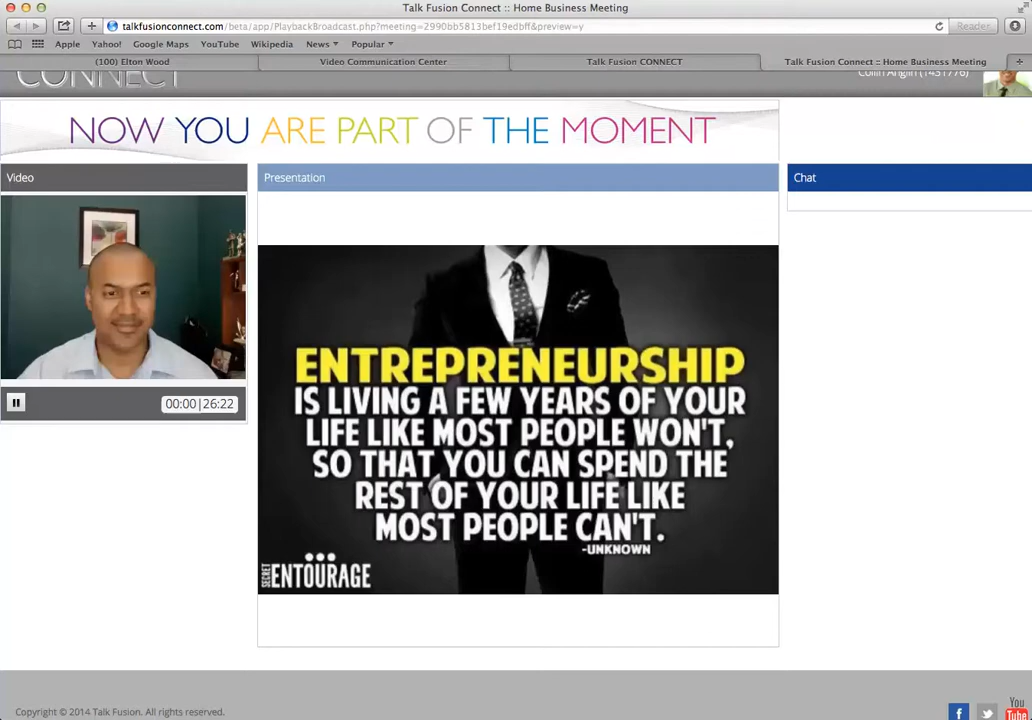 Talk Fusion Connect :: Home Business Meeting
talkfusionconnect.com/beta/app/PlaybackBroadcast.php?meeting=2990bb5813bef19edbff&preview=y
Reader
Apple Yahoo! Google Maps YouTube Wikipedia News Popular
(100) Elton Wood
Video Communication Center
Talk Fusion CONNECT
Talk Fusion Connect :: Home Business Meeting
CONNECT
Collin Anglin (1431776)
NOW YOU ARE PART OF THE MOMENT
Video
Presentation
Chat
00:00|26:22
ENTREPRENEURSHIP
IS LIVING A FEW YEARS OF YOUR
LIFE LIKE MOST PEOPLE WON'T,
SO THAT YOU CAN SPEND THE
REST OF YOUR LIFE LIKE
MOST PEOPLE CAN'T.
-UNKNOWN
SECRET
ENTOURAGE
Copyright © 2014 Talk Fusion. All rights reserved.
f
You
Tube